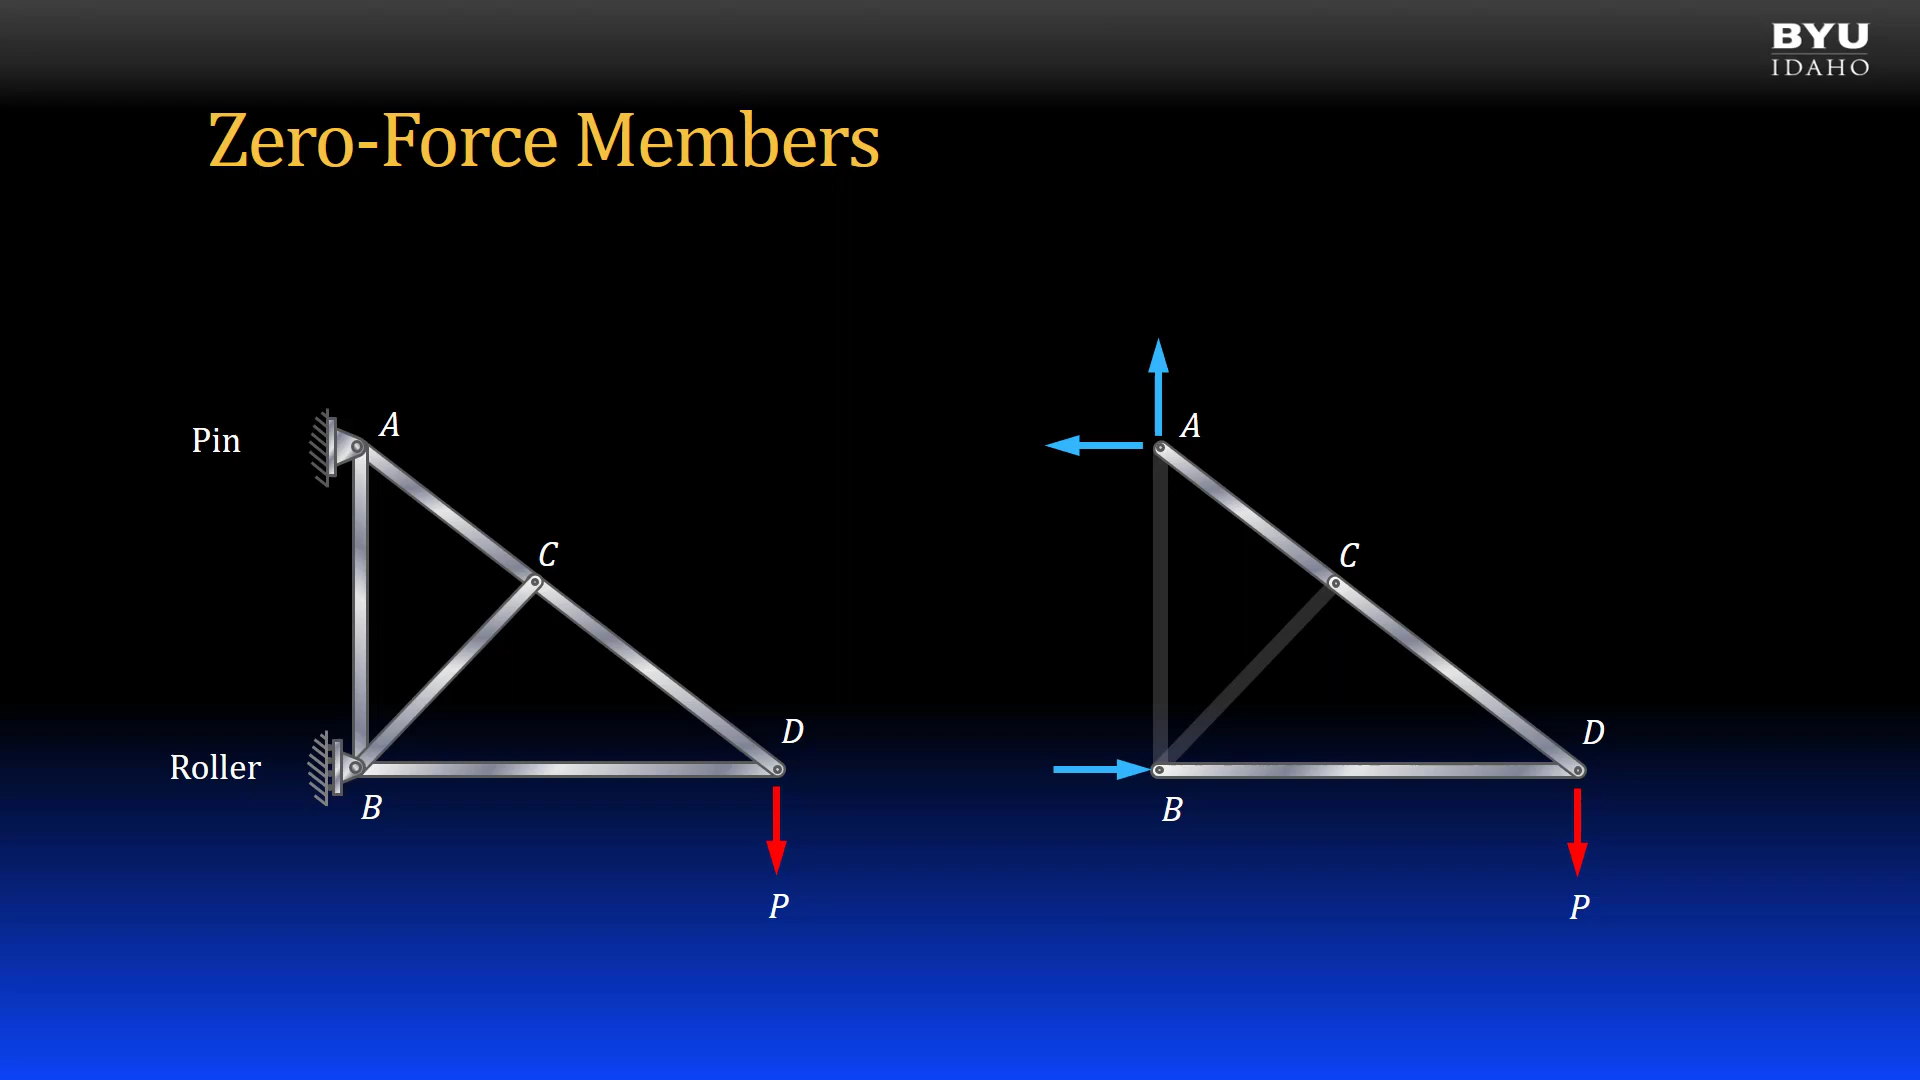 BYU
IDAHO
Zero-Force Members
Pin
A
C
Roller
B
D
P
A
C
B
D
P